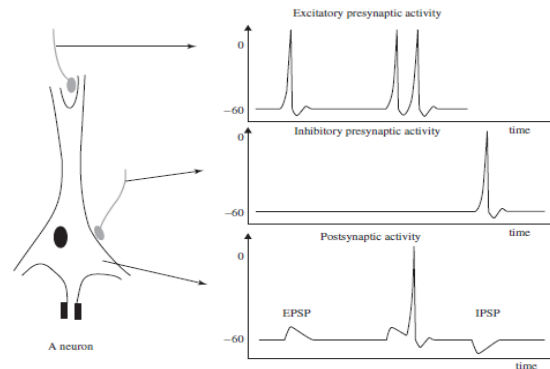 Excitatory presynaptic activity
0
−60
time
Inhibitory presynaptic activity
0
−60
time
Postsynaptic activity
0
EPSP
IPSP
−60
time
A neuron